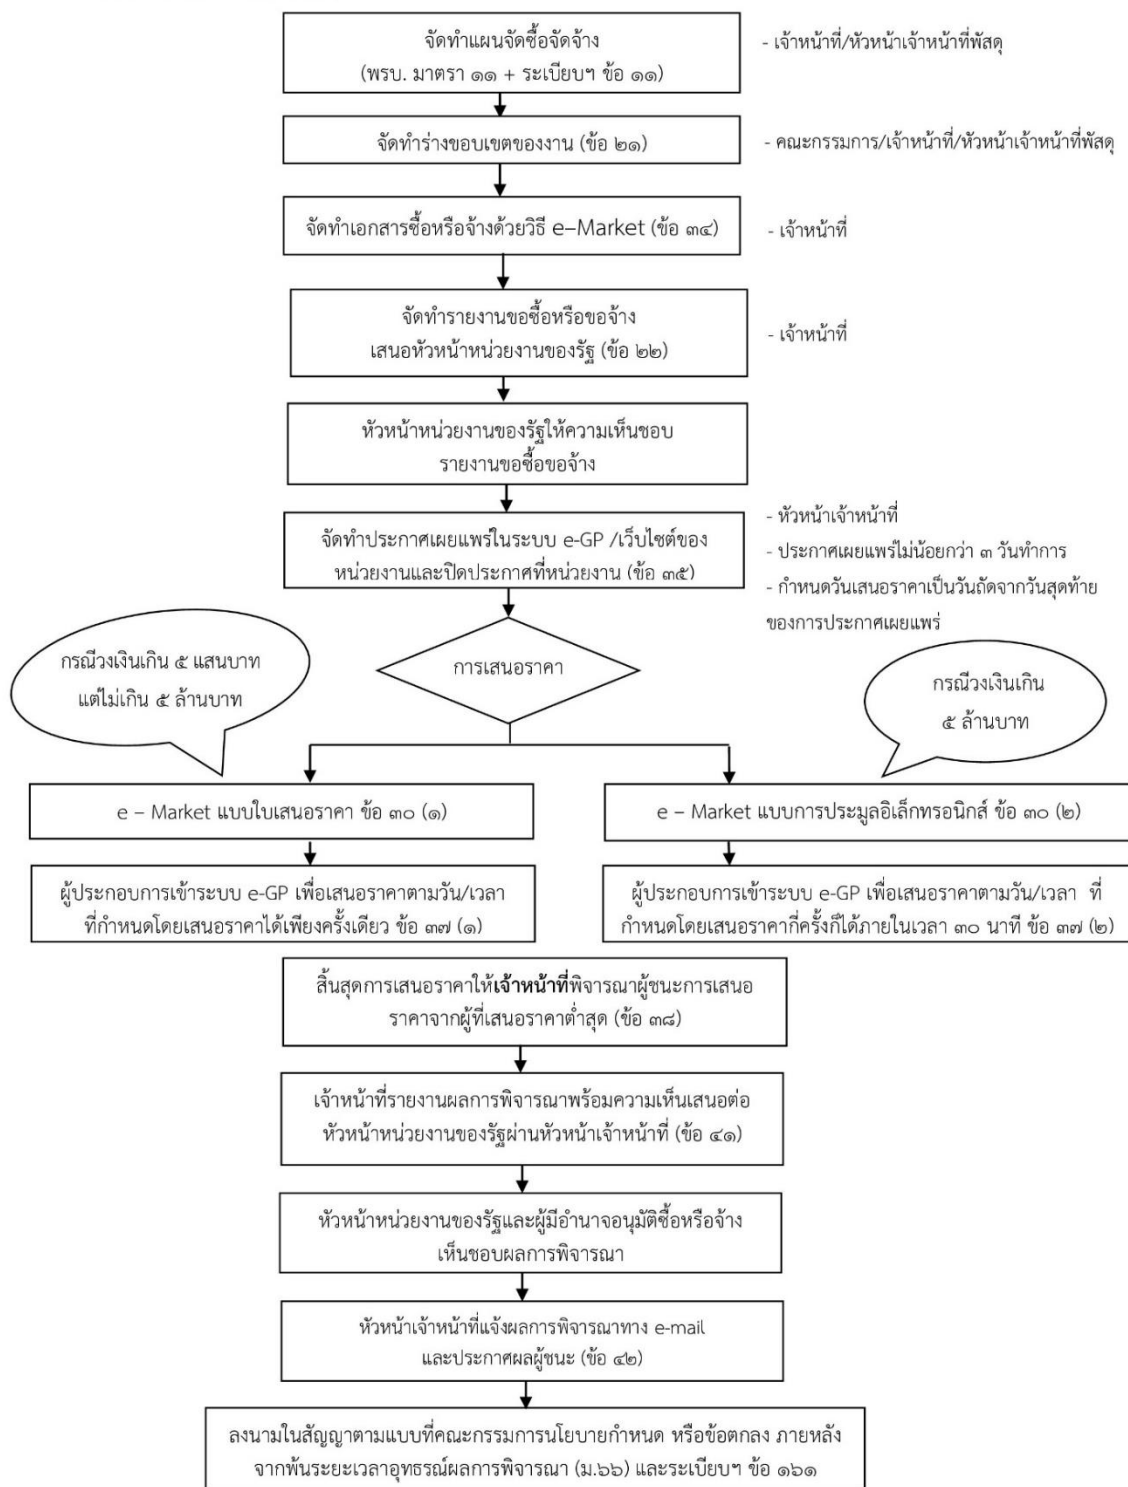 จัดทำแผนจัดซื้อจัดจ้าง
(พรบ. มาตรา ๑๑ + ระเบียบฯ ข้อ ๑๑)
- เจ้าหน้าที่/หัวหน้าเจ้าหน้าที่พัสดุ
จัดทำร่างขอบเขตของงาน (ข้อ ๒๑)
- คณะกรรมการ/เจ้าหน้าที่/หัวหน้าเจ้าหน้าที่พัสดุ
จัดทำเอกสารซื้อหรือจ้างด้วยวิธี e–Market (ข้อ ๓๔)
- เจ้าหน้าที่
จัดทำรายงานขอซื้อหรือขอจ้าง
เสนอหัวหน้าหน่วยงานของรัฐ (ข้อ ๒๒)
- เจ้าหน้าที่
หัวหน้าหน่วยงานของรัฐให้ความเห็นชอบ
รายงานขอซื้อขอจ้าง
จัดทำประกาศเผยแพร่ในระบบ e-GP /เว็บไซต์ของ
หน่วยงานและปิดประกาศที่หน่วยงาน (ข้อ ๓๕)
- หัวหน้าเจ้าหน้าที่
- ประกาศเผยแพร่ไม่น้อยกว่า ๓ วันทำการ
- กำหนดวันเสนอราคาเป็นวันถัดจากวันสุดท้าย
ของการประกาศเผยแพร่
การเสนอราคา
กรณีวงเงินเกิน ๕ แสนบาท
แต่ไม่เกิน ๕ ล้านบาท
กรณีวงเงินเกิน
๕ ล้านบาท
e – Market แบบใบเสนอราคา ข้อ ๓๐ (๑)
e – Market แบบการประมูลอิเล็กทรอนิกส์ ข้อ ๓๐ (๒)
ผู้ประกอบการเข้าระบบ e-GP เพื่อเสนอราคาตามวัน/เวลา
ที่กำหนดโดยเสนอราคาได้เพียงครั้งเดียว ข้อ ๓๗ (๑)
ผู้ประกอบการเข้าระบบ e-GP เพื่อเสนอราคาตามวัน/เวลา ที่
กำหนดโดยเสนอราคากี่ครั้งก็ได้ภายในเวลา ๓๐ นาที ข้อ ๓๗ (๒)
สิ้นสุดการเสนอราคาให้เจ้าหน้าที่พิจารณาผู้ชนะการเสนอ
ราคาจากผู้ที่เสนอราคาต่ำสุด (ข้อ ๓๘)
เจ้าหน้าที่รายงานผลการพิจารณาพร้อมความเห็นเสนอต่อ
หัวหน้าหน่วยงานของรัฐผ่านหัวหน้าเจ้าหน้าที่ (ข้อ ๔๑)
หัวหน้าหน่วยงานของรัฐและผู้มีอำนาจอนุมัติซื้อหรือจ้าง
เห็นชอบผลการพิจารณา
หัวหน้าเจ้าหน้าที่แจ้งผลการพิจารณาทาง e-mail
และประกาศผลผู้ชนะ (ข้อ ๔๒)
ลงนามในสัญญาตามแบบที่คณะกรรมการนโยบายกำหนด หรือข้อตกลง ภายหลัง
จากพ้นระยะเวลาอุทธรณ์ผลการพิจารณา (ม.๖๖) และระเบียบฯ ข้อ ๑๖๑